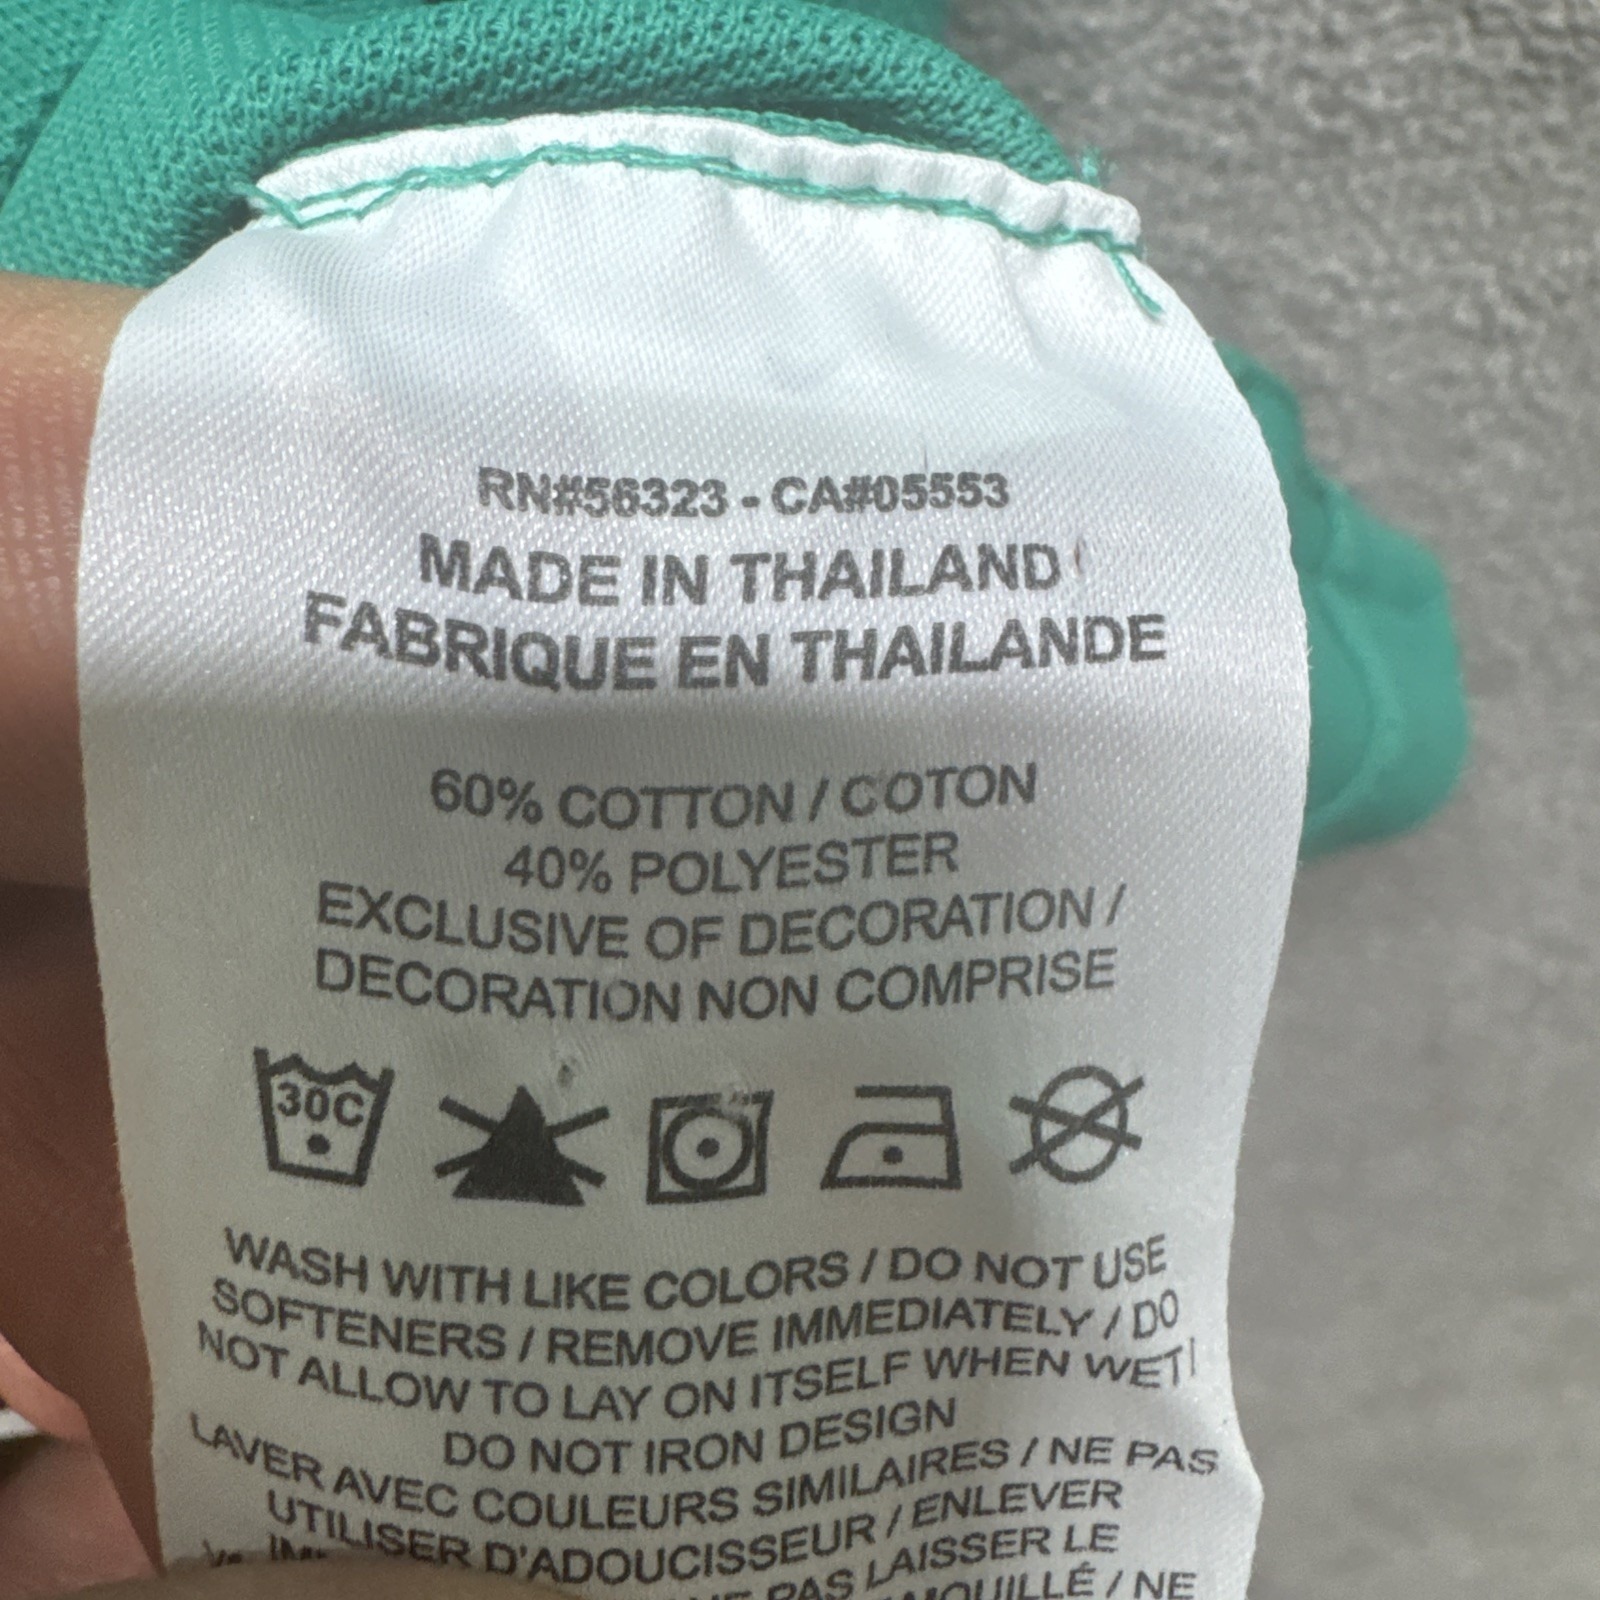 RN#56323 - CA#05553
MADE IN THAILAND
FABRIQUE EN THAILANDE
60% COTTON / COTON
40% POLYESTER
EXCLUSIVE OF DECORATION /
DECORATION NON COMPRISE
30C
WASH WITH LIKE COLORS / DO NOT USE
SOFTENERS / REMOVE IMMEDIATELY / DO
NOT ALLOW TO LAY ON ITSELF WHEN WET /
DO NOT IRON DESIGN
LAVER AVEC COULEURS SIMILAIRES / NE PAS
UTILISER D'ADOUCISSEUR / ENLEVER
PAS LAISSER LE
/ NE